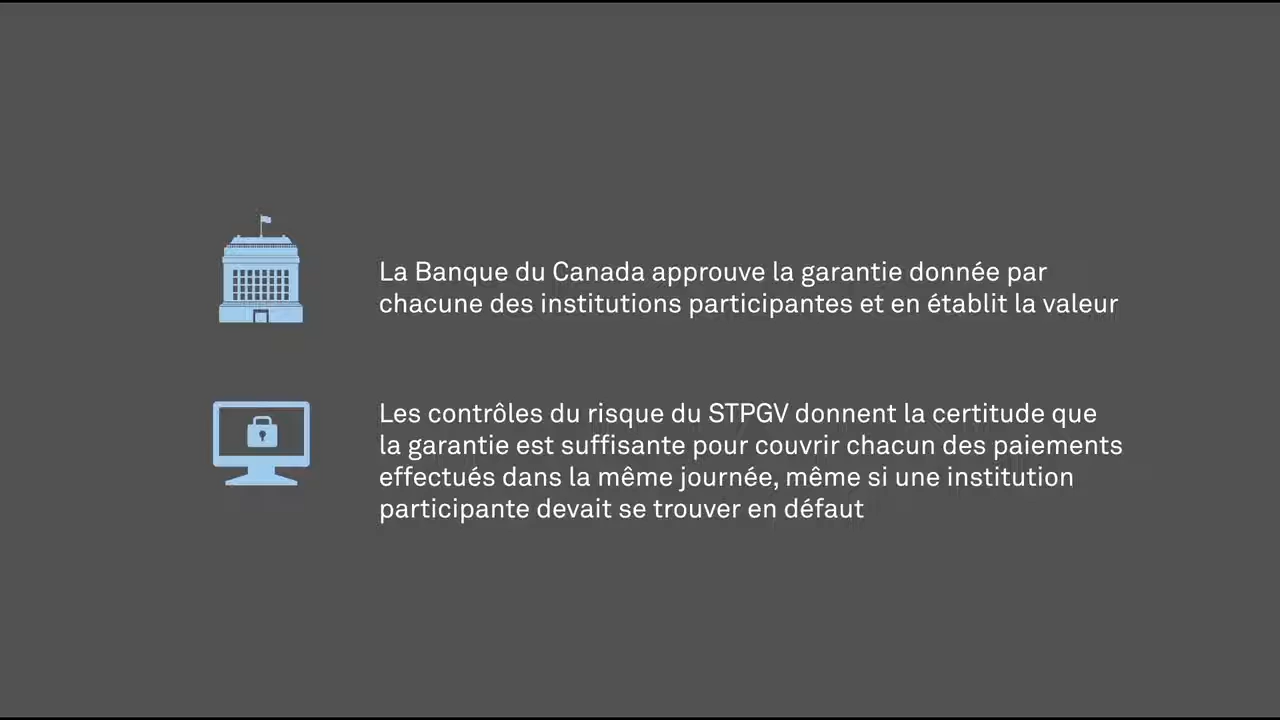 La Banque du Canada approuve la garantie donnée par
chacune des institutions participantes et en établit la valeur
Les contrôles du risque du STPGV donnent la certitude que
la garantie est suffisante pour couvrir chacun des paiements
effectués dans la même journée, même si une institution
participante devait se trouver en défaut